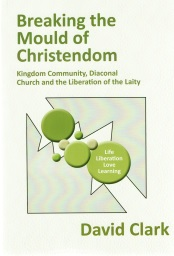 Breaking the
Mould of
Christendom
Kingdom Community, Diaconal
Church and the Liberation of the Laity
Life
Liberation
Love
Learning
David Clark